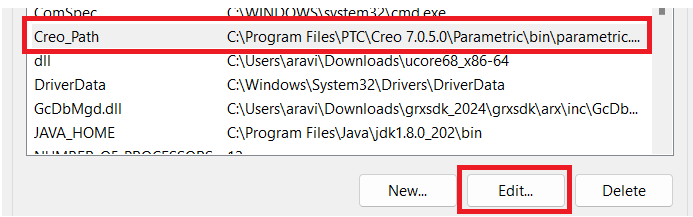 ComSpec C:\WINDOWS\system32\cmd.exe
Creo_Path C:\Program Files\PTC\Creo 7.0.5.0\Parametric\bin\parametric....
dll C:\Users\aravi\Downloads\ucore68_x86-64
DriverData C:\Windows\System32\Drivers\DriverData
GcDbMgd.dll C:\Users\aravi\Downloads\grxsdk_2024\grxsdk\arx\inc\GcDb...
JAVA_HOME C:\Program Files\Java\jdk1.8.0_202\bin
NUMBER_OF_PROCESSORS 12
New... Edit... Delete